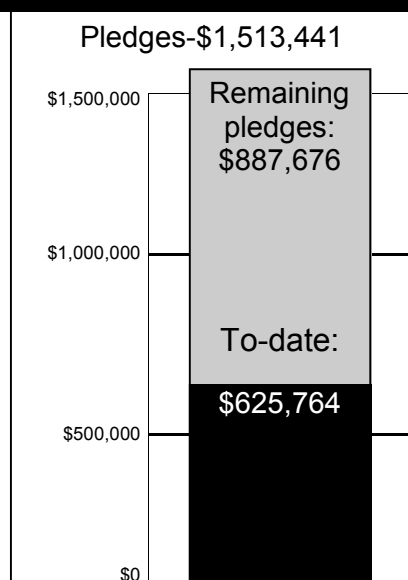 Pledges-$1,513,441
$1,500,000
Remaining
pledges:
$887,676
$1,000,000
To-date:
$625,764
$500,000
$0